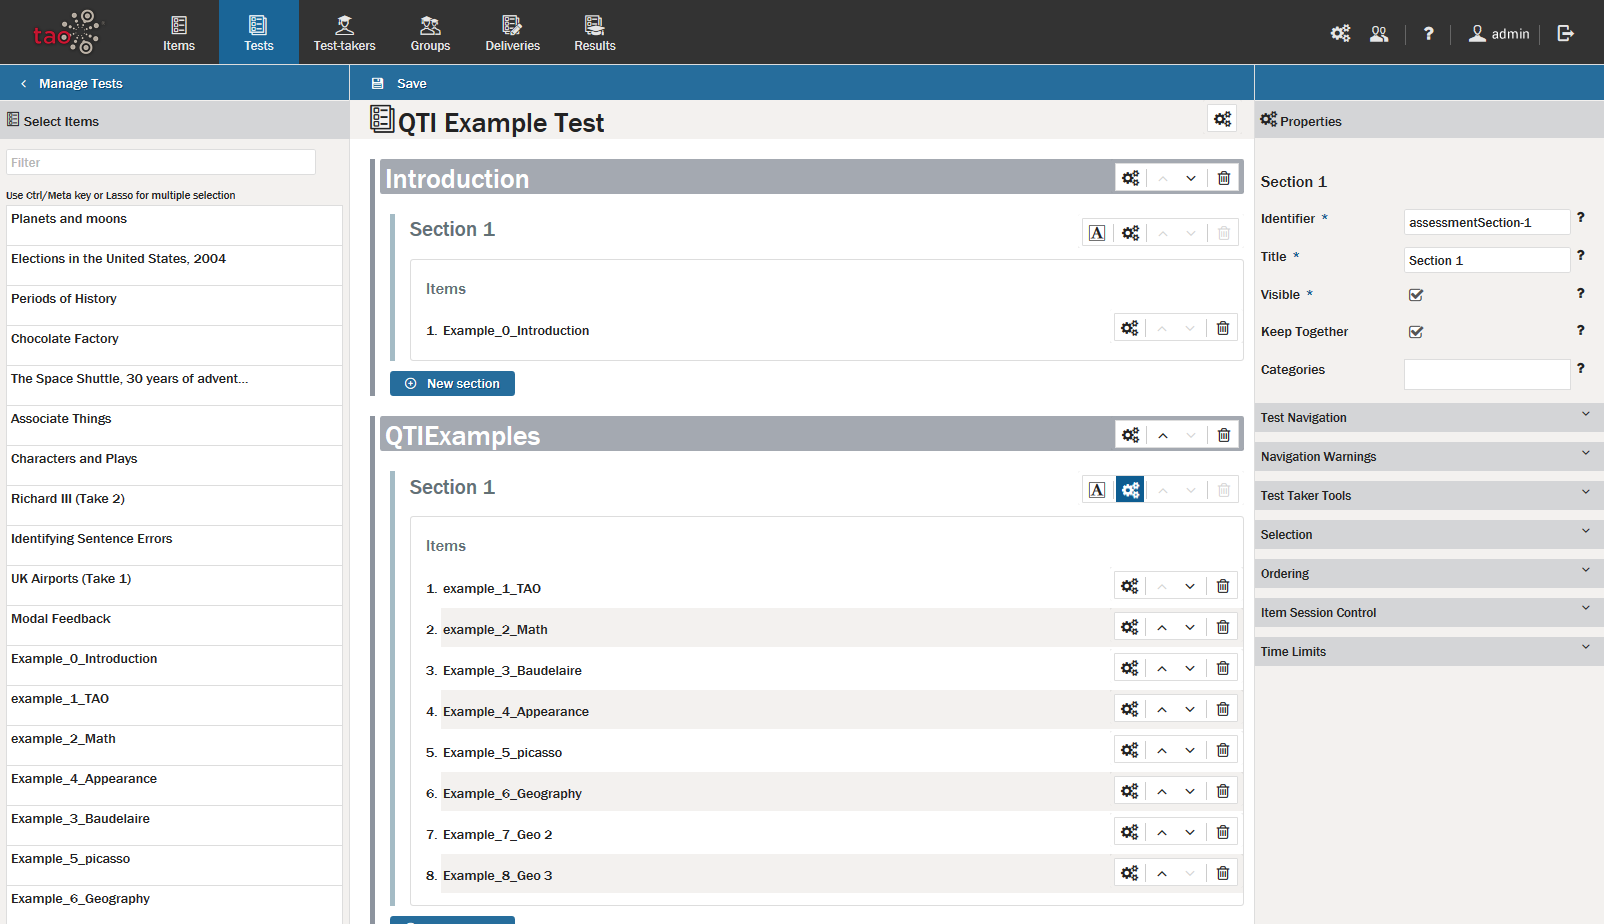 tao
Items
Tests
Test-takers
Groups
Deliveries
Results
?
admin
Manage Tests
Save
Select Items
Filter
Use Ctrl/Meta key or Lasso for multiple selection
Planets and moons
Elections in the United States, 2004
Periods of History
Chocolate Factory
The Space Shuttle, 30 years of advent...
Associate Things
Characters and Plays
Richard III (Take 2)
Identifying Sentence Errors
UK Airports (Take 1)
Modal Feedback
Example_0_Introduction
example_1_TAO
example_2_Math
Example_4_Appearance
Example_3_Baudelaire
Example_5_picasso
Example_6_Geography
QTI Example Test
Introduction
Section 1
A
Items
1. Example_0_Introduction
New section
QTIExamples
Section 1
A
Items
1. example_1_TAO
2. example_2_Math
3. Example_3_Baudelaire
4. Example_4_Appearance
5. Example_5_picasso
6. Example_6_Geography
7. Example_7_Geo 2
8. Example_8_Geo 3
Properties
Section 1
Identifier * assessmentSection-1 ?
Title * Section 1 ?
Visible * ?
Keep Together ?
Categories ?
Test Navigation
Navigation Warnings
Test Taker Tools
Selection
Ordering
Item Session Control
Time Limits